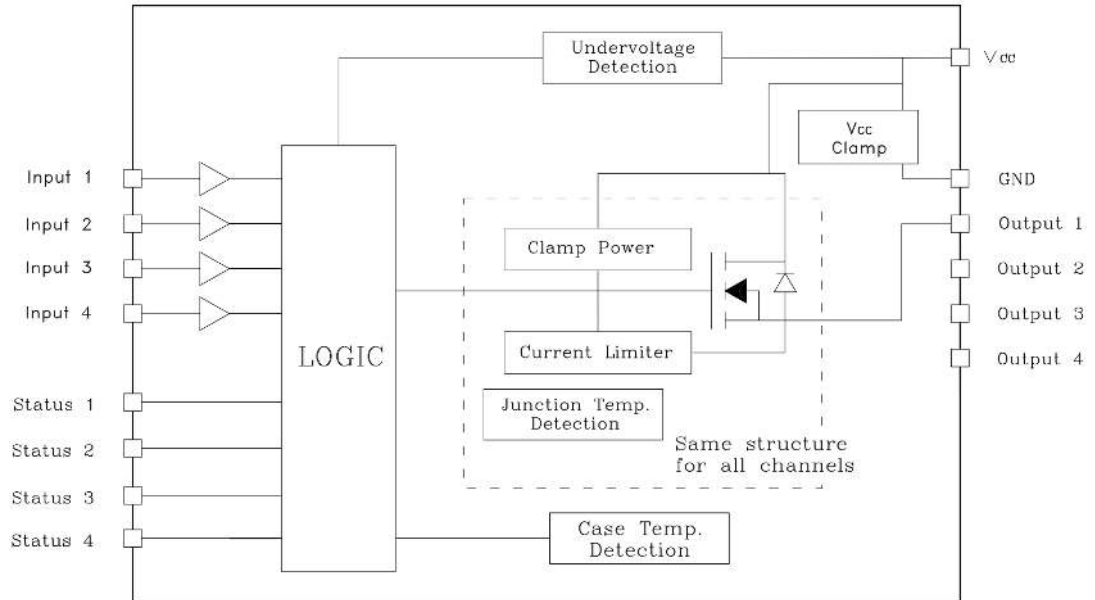 Undervoltage
Detection
Vcc
Vcc
Clamp
Input 1
GND
Input 2
Output 1
Clamp Power
Input 3
Output 2
Input 4
Output 3
LOGIC
Current Limiter
Output 4
Junction Temp.
Detection
Status 1
Same structure
for all channels
Status 2
Status 3
Case Temp.
Detection
Status 4